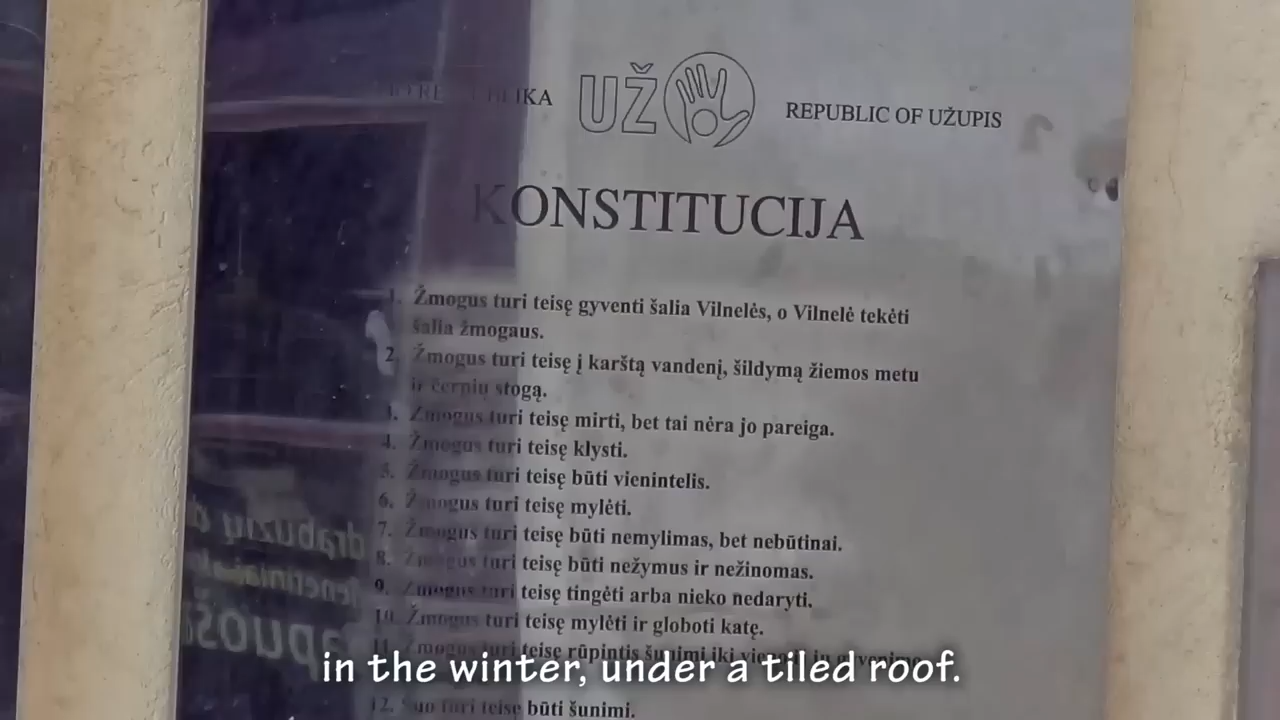 UŽ
REPUBLIC OF UŽUPIS
KONSTITUCIJA
1. Žmogus turi teisę gyventi šalia Vilnelės, o Vilnelė tekėti
šalia žmogaus.
2. Žmogus turi teisę į karštą vandenį, šildymą žiemos metu
ir čerpių stogą.
3. Žmogus turi teisę mirti, bet tai nėra jo pareiga.
4. Žmogus turi teisę klysti.
5. Žmogus turi teisę būti vienintelis.
6. Žmogus turi teisę mylėti.
7. Žmogus turi teisę būti nemylimas, bet nebūtinai.
8. Žmogus turi teisę būti nežymus ir nežinomas.
9. Žmogus turi teisę tingėti arba nieko nedaryti.
10. Žmogus turi teisę mylėti ir globoti katę.
11. Žmogus turi teisę rūpintis šunimi iki
in the winter, under a tiled roof.
12. Šuo turi teisę būti šunimi.